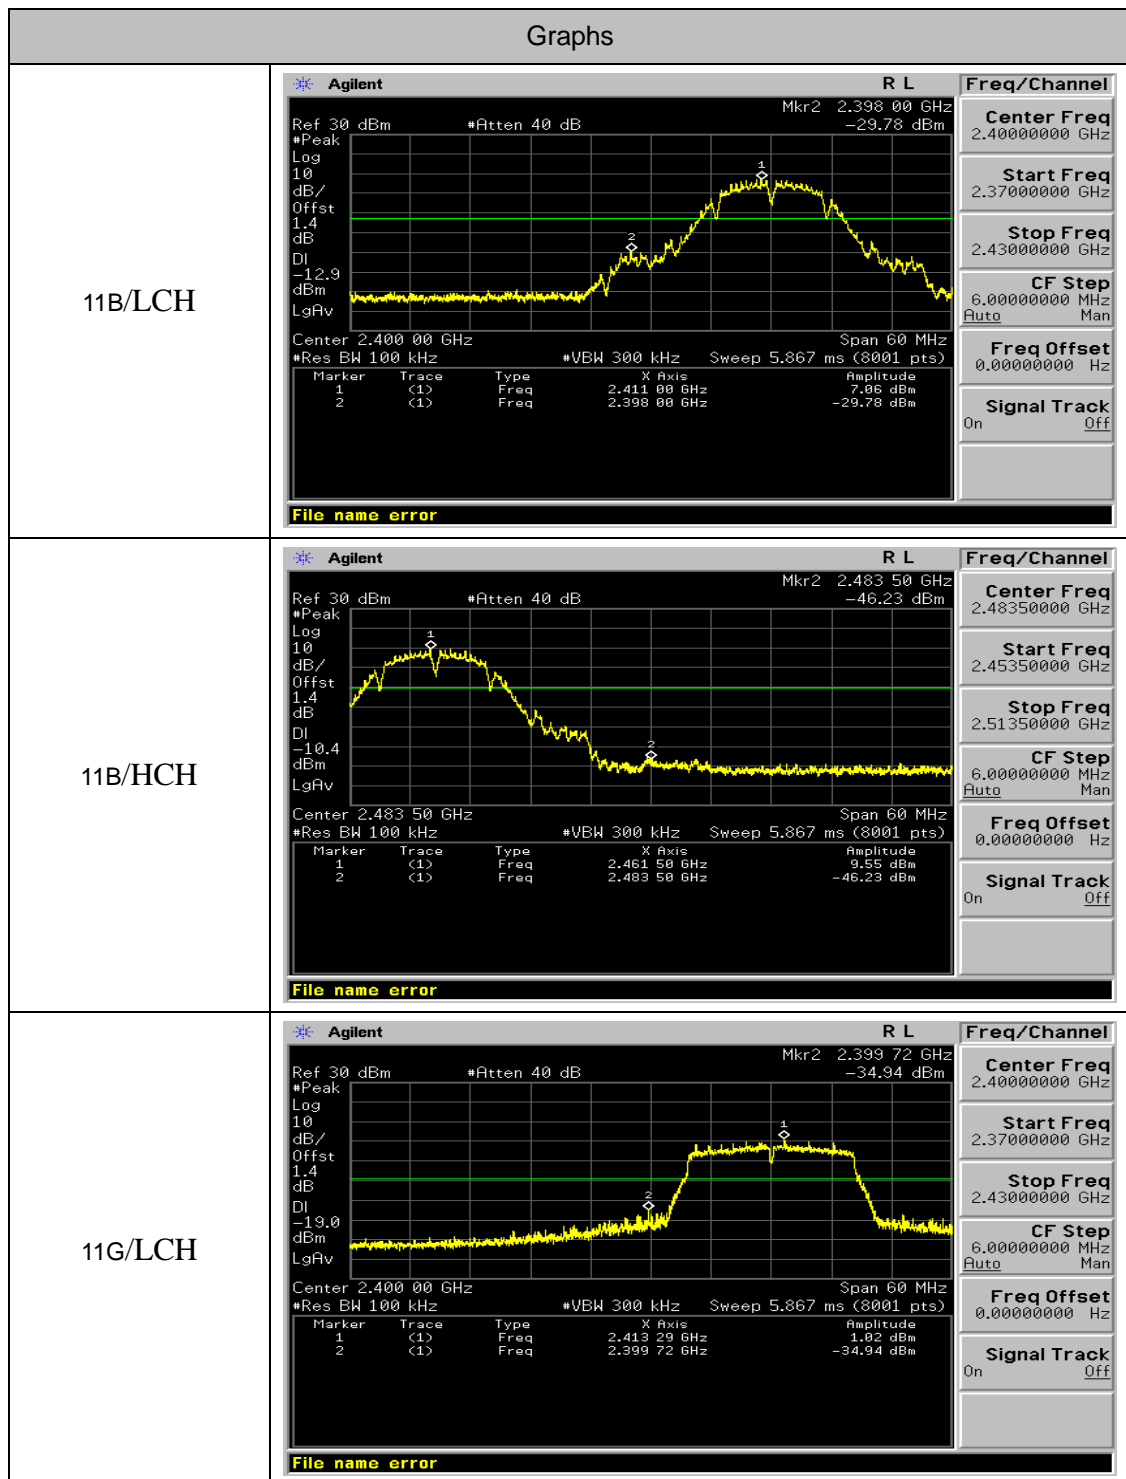 Graphs
11B/LCH
Agilent R L Freq/Channel
Mkr2 2.398 00 GHz
Ref 30 dBm #Atten 40 dB -29.78 dBm
#Peak
Log
10
dB/
Offst
1.4
dB
DI
-12.9
dBm
LgAv
1
2
Center 2.400 00 GHz Span 60 MHz
#Res BW 100 kHz #VBW 300 kHz Sweep 5.867 ms (8001 pts)
Marker Trace Type X Axis Amplitude
1 (1) Freq 2.411 00 GHz 7.06 dBm
2 (1) Freq 2.398 00 GHz -29.78 dBm
File name error
Center Freq
2.40000000 GHz
Start Freq
2.37000000 GHz
Stop Freq
2.43000000 GHz
CF Step
6.00000000 MHz
Auto Man
Freq Offset
0.00000000 Hz
Signal Track
On Off
11B/HCH
Agilent R L Freq/Channel
Mkr2 2.483 50 GHz
Ref 30 dBm #Atten 40 dB -46.23 dBm
#Peak
Log
10
dB/
Offst
1.4
dB
DI
-10.4
dBm
LgAv
1
2
Center 2.483 50 GHz Span 60 MHz
#Res BW 100 kHz #VBW 300 kHz Sweep 5.867 ms (8001 pts)
Marker Trace Type X Axis Amplitude
1 (1) Freq 2.461 50 GHz 9.55 dBm
2 (1) Freq 2.483 50 GHz -46.23 dBm
File name error
Center Freq
2.48350000 GHz
Start Freq
2.45350000 GHz
Stop Freq
2.51350000 GHz
CF Step
6.00000000 MHz
Auto Man
Freq Offset
0.00000000 Hz
Signal Track
On Off
11G/LCH
Agilent R L Freq/Channel
Mkr2 2.399 72 GHz
Ref 30 dBm #Atten 40 dB -34.94 dBm
#Peak
Log
10
dB/
Offst
1.4
dB
DI
-19.0
dBm
LgAv
1
2
Center 2.400 00 GHz Span 60 MHz
#Res BW 100 kHz #VBW 300 kHz Sweep 5.867 ms (8001 pts)
Marker Trace Type X Axis Amplitude
1 (1) Freq 2.413 29 GHz 1.02 dBm
2 (1) Freq 2.399 72 GHz -34.94 dBm
File name error
Center Freq
2.40000000 GHz
Start Freq
2.37000000 GHz
Stop Freq
2.43000000 GHz
CF Step
6.00000000 MHz
Auto Man
Freq Offset
0.00000000 Hz
Signal Track
On Off